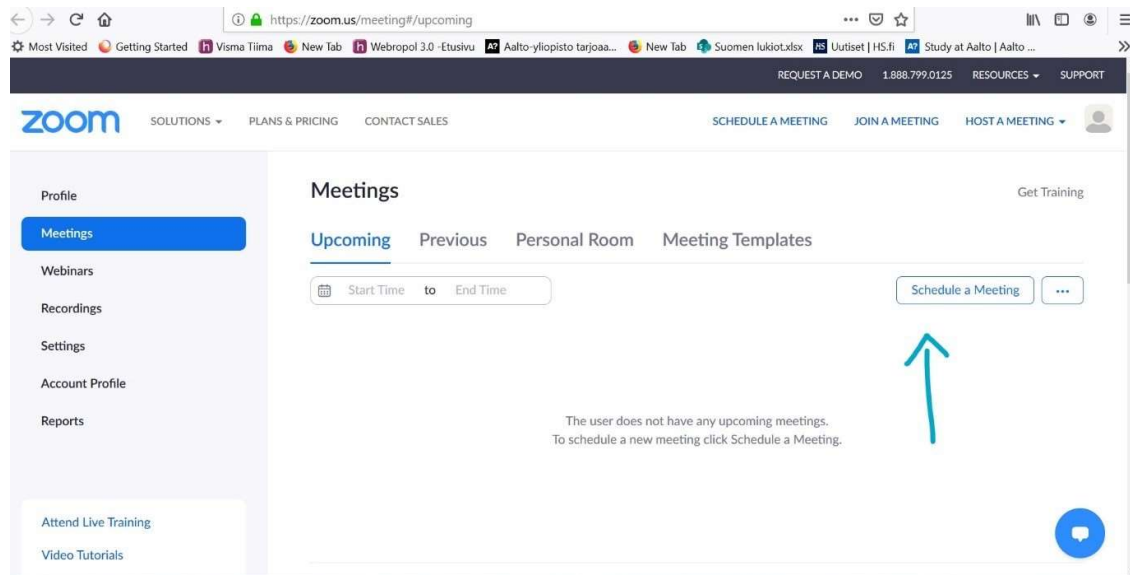 https://zoom.us/meeting#/upcoming
Most Visited Getting Started Visma Tiima New Tab Webropol 3.0 -Etusivu Aalto-yliopisto tarjoaa... New Tab Suomen lukiot.xlsx HS Uutiset | HS.fi A? Study at Aalto | Aalto ...
REQUEST A DEMO 1.888.799.0125 RESOURCES SUPPORT
zoom SOLUTIONS PLANS & PRICING CONTACT SALES SCHEDULE A MEETING JOIN A MEETING HOST A MEETING
Profile
Meetings
Webinars
Recordings
Settings
Account Profile
Reports
Attend Live Training
Video Tutorials
Meetings Get Training
Upcoming Previous Personal Room Meeting Templates
Start Time to End Time Schedule a Meeting ...
The user does not have any upcoming meetings.
To schedule a new meeting click Schedule a Meeting.